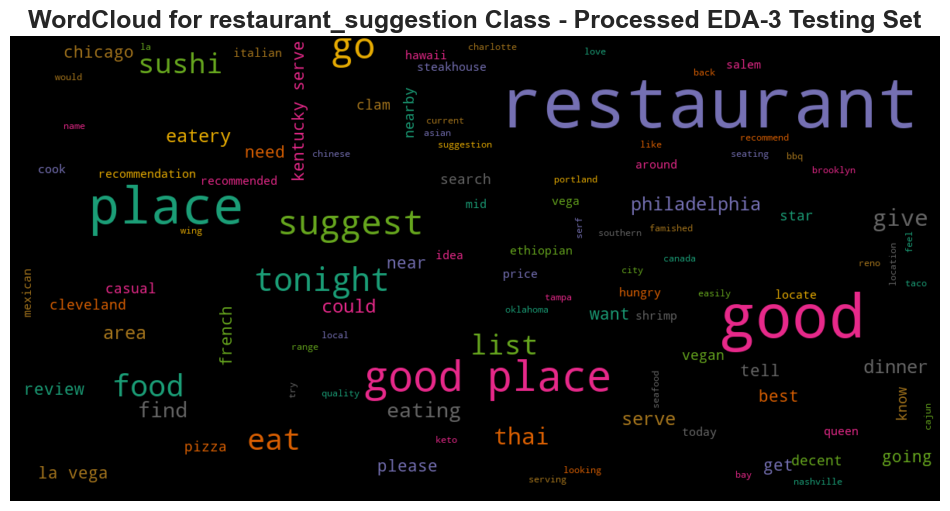 WordCloud for restaurant_suggestion Class - Processed EDA-3 Testing Set
chicago
la
italian
go
hawaii
charlotte
love
would
sushi
kentucky serve
steakhouse
back
salem
restaurant
clam
nearby
current
name
eatery
need
asian
suggestion
like
recommend
cook
chinese
around
seating
bbq
recommendation
recommended
search
portland
brooklyn
place
wing
suggest
mid
vega
serf
philadelphia
star
give
southern
famished
near
idea
ethiopian
canada
feel
location
reno
tonight
price
city
taco
mexican
casual
cleveland
could
oklahoma
tampa
hungry
easily
locate
want
shrimp
good
area
french
local
range
list
vegan
review
food
try
quality
good place
seafood
tell
dinner
find
eating
best
know
cajun
serve
eat
keto
thai
today
queen
pizza
la vega
please
looking
serving
get
decent
going
bay
nashville